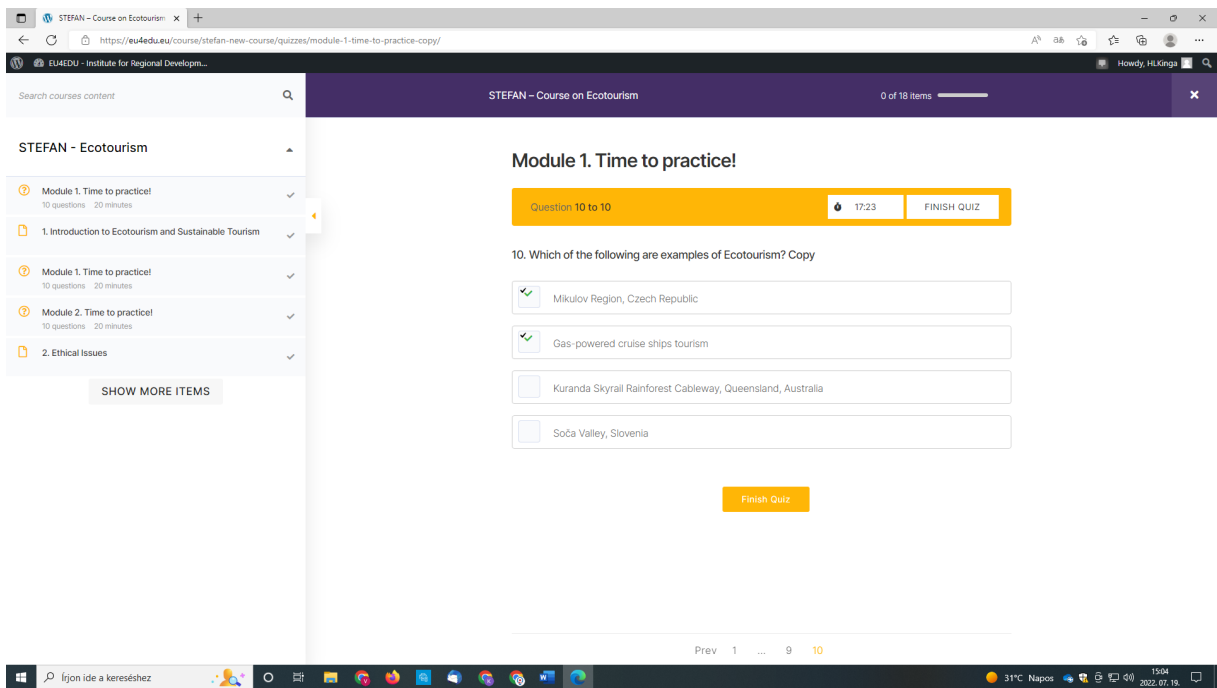 STEFAN – Course on Ecotourism
https://eu4edu.eu/course/stefan-new-course/quizzes/module-1-time-to-practice-copy/
EU4EDU - Institute for Regional Developm...
Howdy, HLKinga
Search courses content
STEFAN – Course on Ecotourism
0 of 18 items
STEFAN - Ecotourism
Module 1. Time to practice!
10 questions 20 minutes
1. Introduction to Ecotourism and Sustainable Tourism
Module 1. Time to practice!
10 questions 20 minutes
Module 2. Time to practice!
10 questions 20 minutes
2. Ethical Issues
SHOW MORE ITEMS
Module 1. Time to practice!
Question 10 to 10
17:23
FINISH QUIZ
10. Which of the following are examples of Ecotourism? Copy
Mikulov Region, Czech Republic
Gas-powered cruise ships tourism
Kuranda Skyrail Rainforest Cableway, Queensland, Australia
Soča Valley, Slovenia
Finish Quiz
Prev 1 ... 9 10
Írjon ide a kereséshez
31°C Napos
15:04
2022. 07. 19.